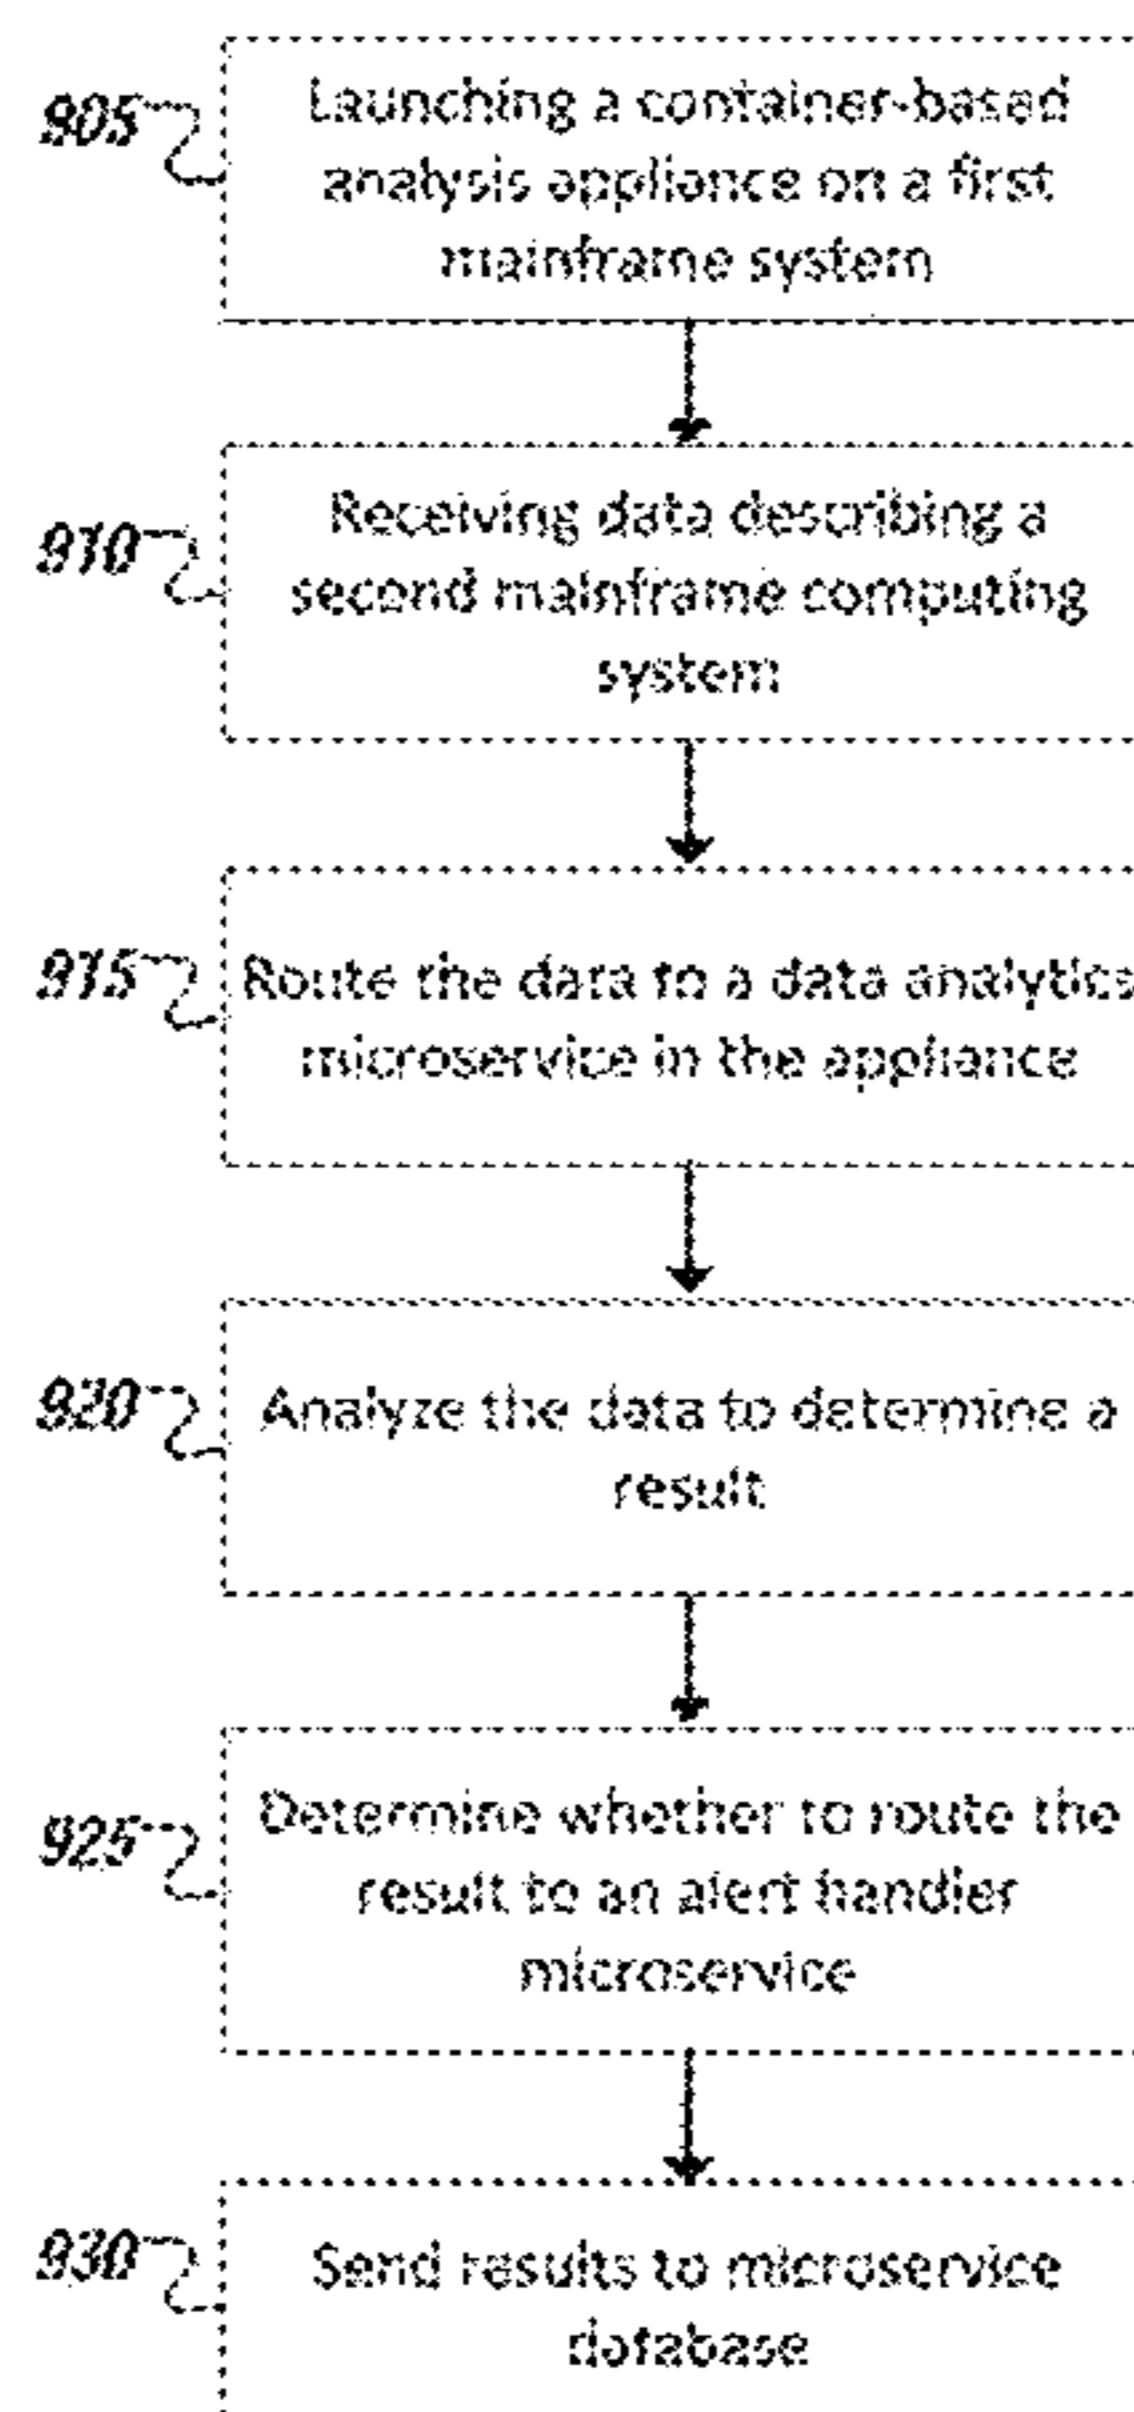 905
Launching a container-based
analysis appliance on a first
mainframe system
910
Receiving data describing a
second mainframe computing
system
915
Route the data to a data analytics
microservice in the appliance
920
Analyze the data to determine a
result
925
Determine whether to route the
result to an alert handler
microservice
930
Send results to microservice
database